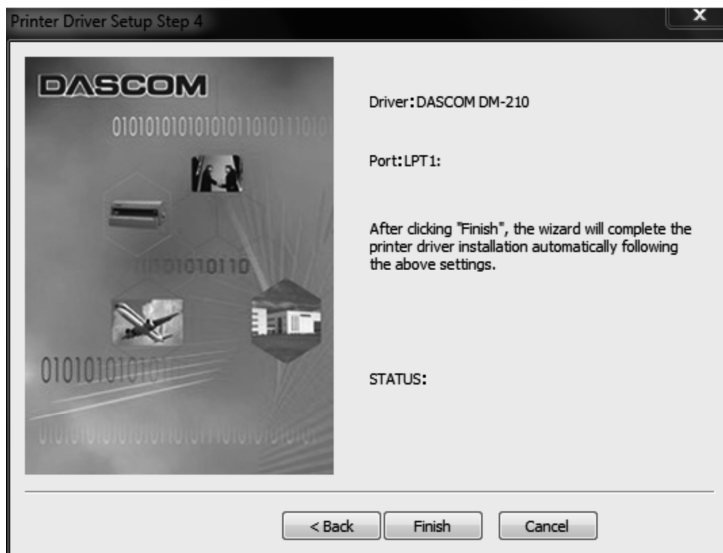 Printer Driver Setup Step 4
X
DASCOM
Driver:DASCOM DM-210
Port:LPT1:
After clicking "Finish", the wizard will complete the
printer driver installation automatically following
the above settings.
STATUS:
< Back
Finish
Cancel